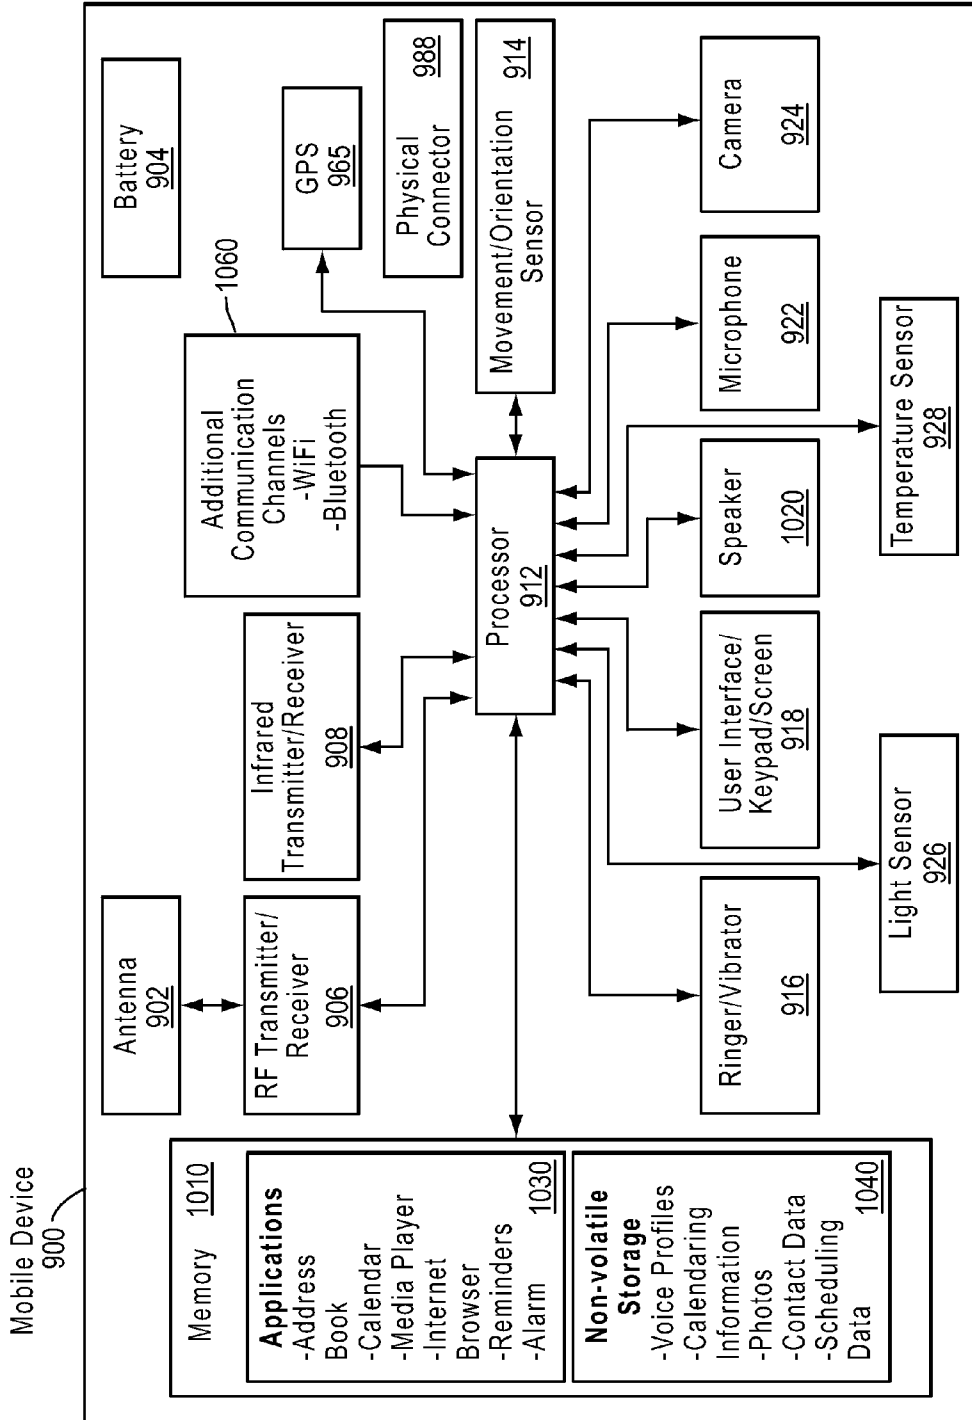 Mobile Device
900
Memory 1010
Applications
-Address
Book
-Calendar
-Media Player
-Internet
Browser
-Reminders
-Alarm 1030
Non-volatile
Storage
-Voice Profiles
-Calendaring
Information
-Photos
-Contact Data
-Scheduling
Data 1040
Antenna
902
RF Transmitter/
Receiver
906
Infrared
Transmitter/Receiver
908
Additional
Communication
Channels
-WiFi
-Bluetooth
1060
Battery
904
GPS
965
Physical
Connector
988
Movement/Orientation
Sensor
914
Processor
912
Ringer/Vibrator
916
User Interface/
Keypad/Screen
918
Speaker
1020
Microphone
922
Camera
924
Light Sensor
926
Temperature Sensor
928